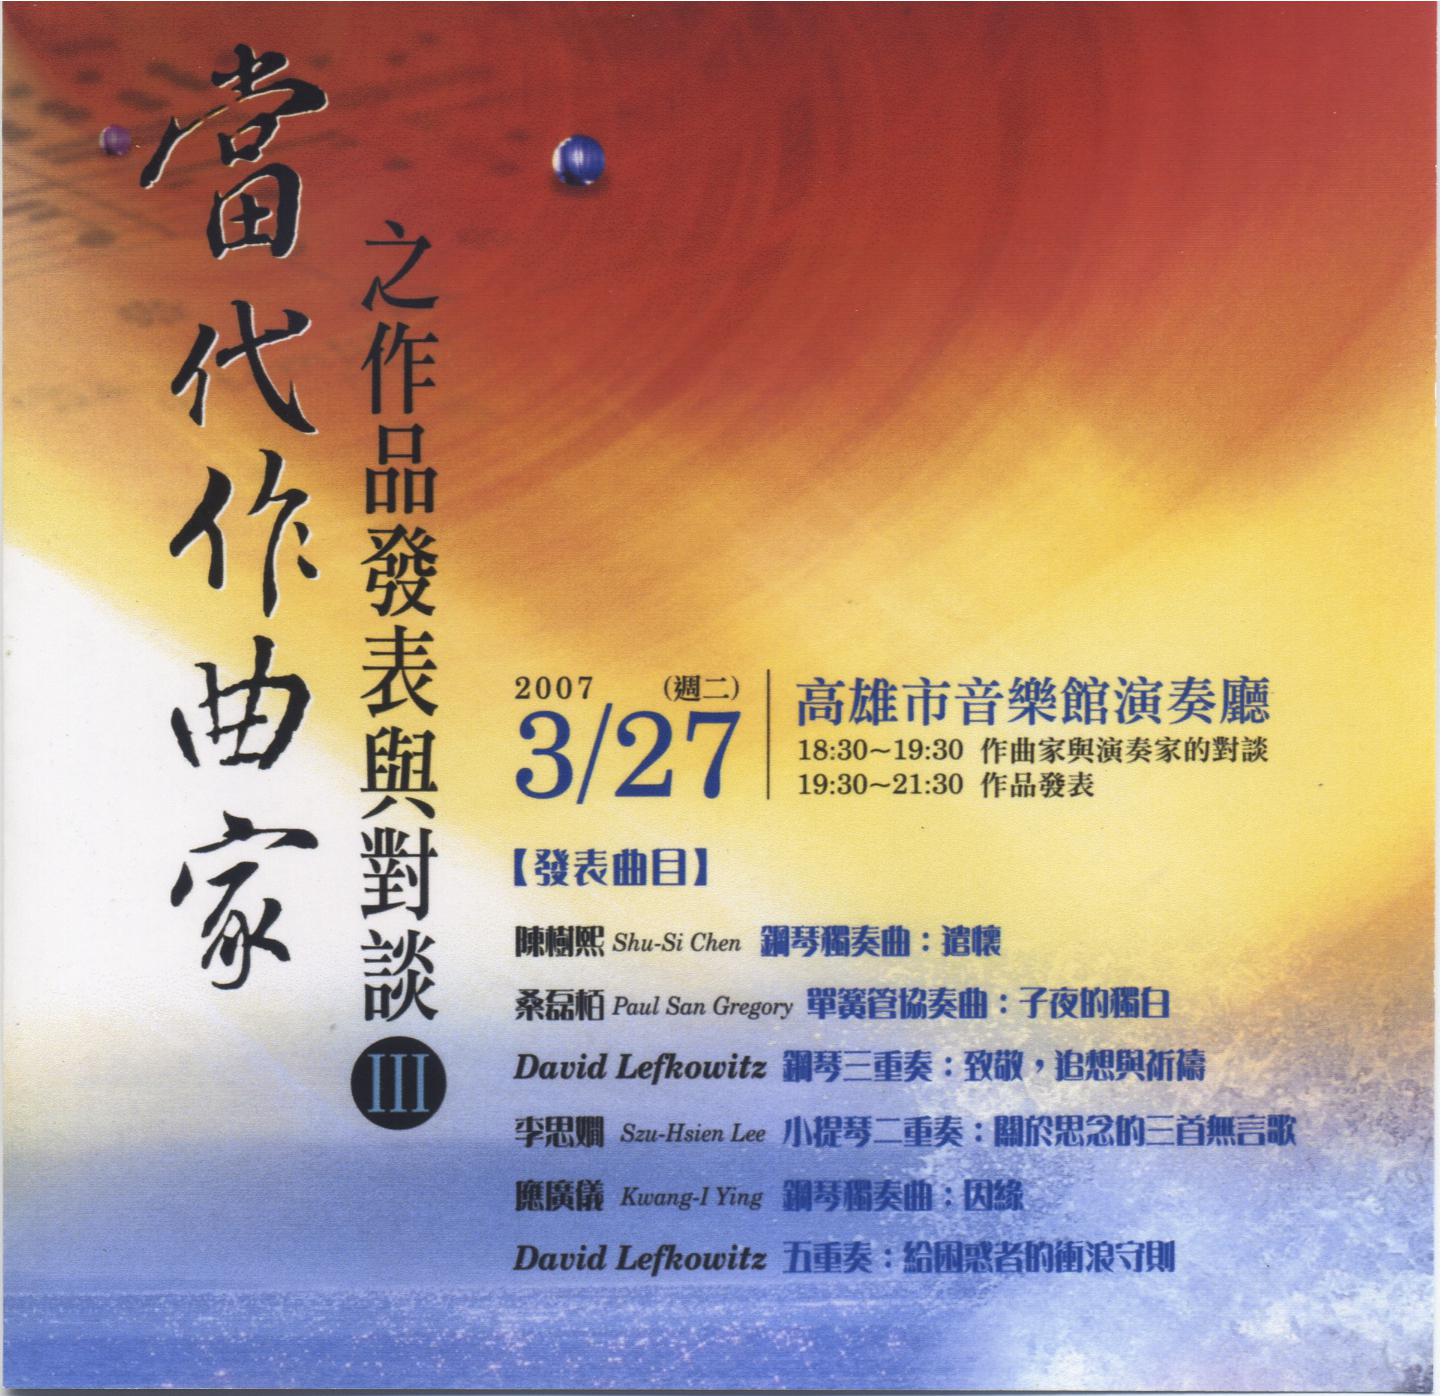 當代作曲家
之作品發表與對談 III
2007 (週二)
3/27
高雄市音樂館演奏廳
18:30~19:30 作曲家與演奏家的對談
19:30~21:30 作品發表
【發表曲目】
陳樹熙 Shu-Si Chen 鋼琴獨奏曲：遣懷
桑磊栢 Paul San Gregory 單簧管協奏曲：子夜的獨白
David Lefkowitz 鋼琴三重奏：致敬，追想與祈禱
李思嫺 Szu-Hsien Lee 小提琴二重奏：關於思念的三首無言歌
應廣儀 Kwang-I Ying 鋼琴獨奏曲：因緣
David Lefkowitz 五重奏：給困惑者的衝浪守則